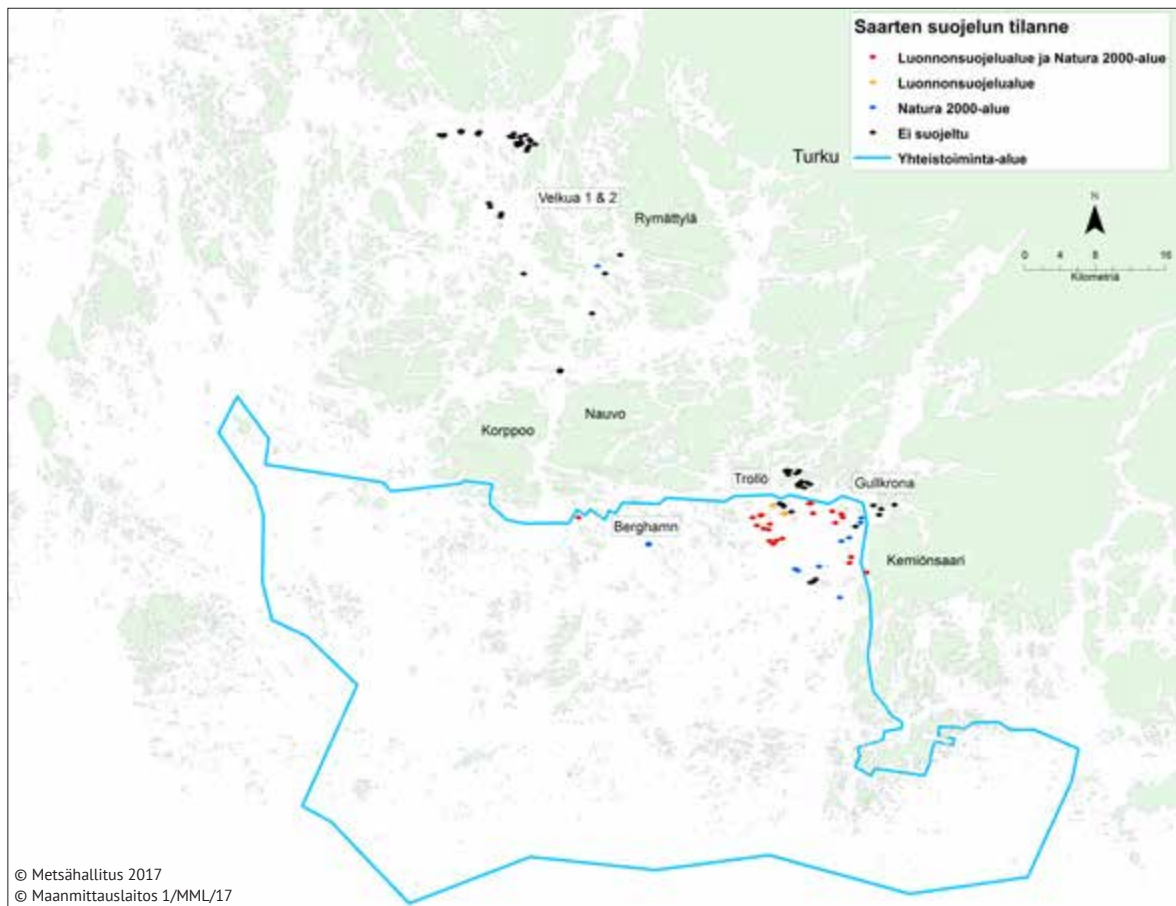 Saarten suojelun tilanne
Luonnonsuojelualue ja Natura 2000-alue
Luonnonsuojelualue
Natura 2000-alue
Ei suojeltu
Yhteistoiminta-alue
Turku
N
0 4 8 16
Kilometriä
Velkua 1 & 2
Rymättylä
Nauvo
Korppoo
Trollö
Gullkrona
Berghamn
Kemiönsaari
© Metsähallitus 2017
© Maanmittauslaitos 1/MML/17